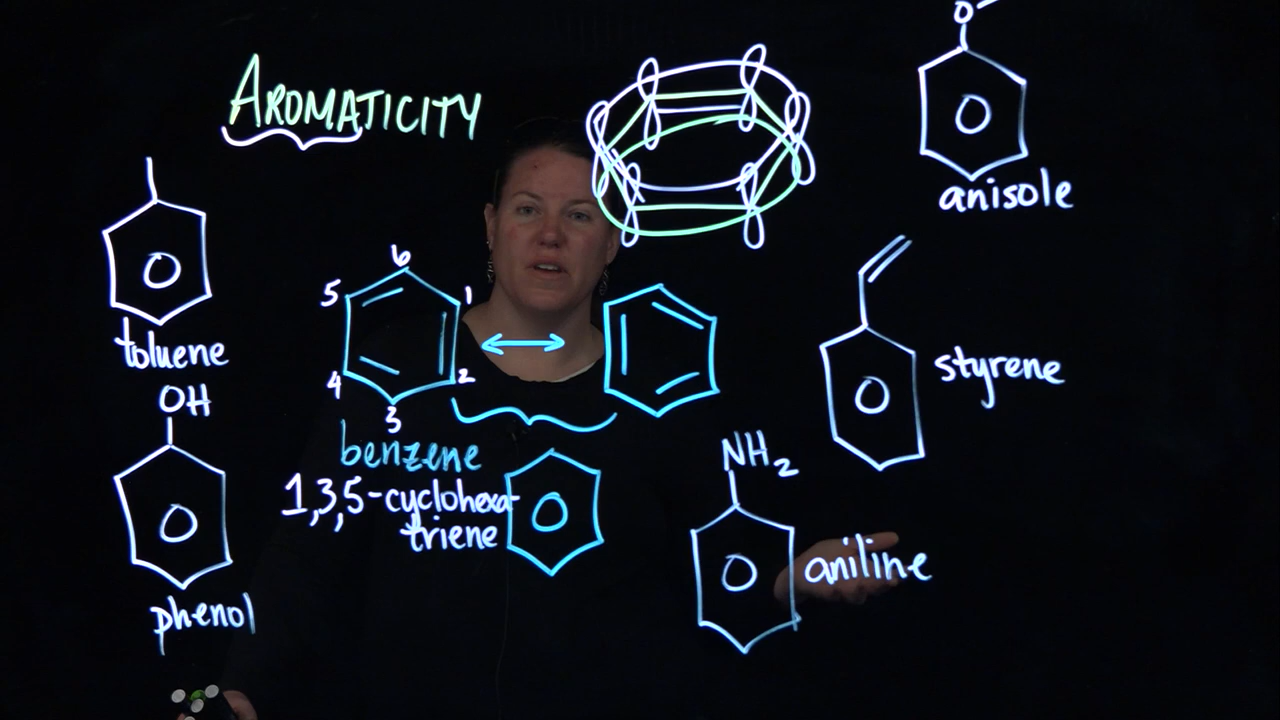 AROMATICITY
O
anisole
toluene
OH
phenol
6
5
1
4
2
3
benzene
1,3,5-cyclohexa-
triene
styrene
NH2
aniline